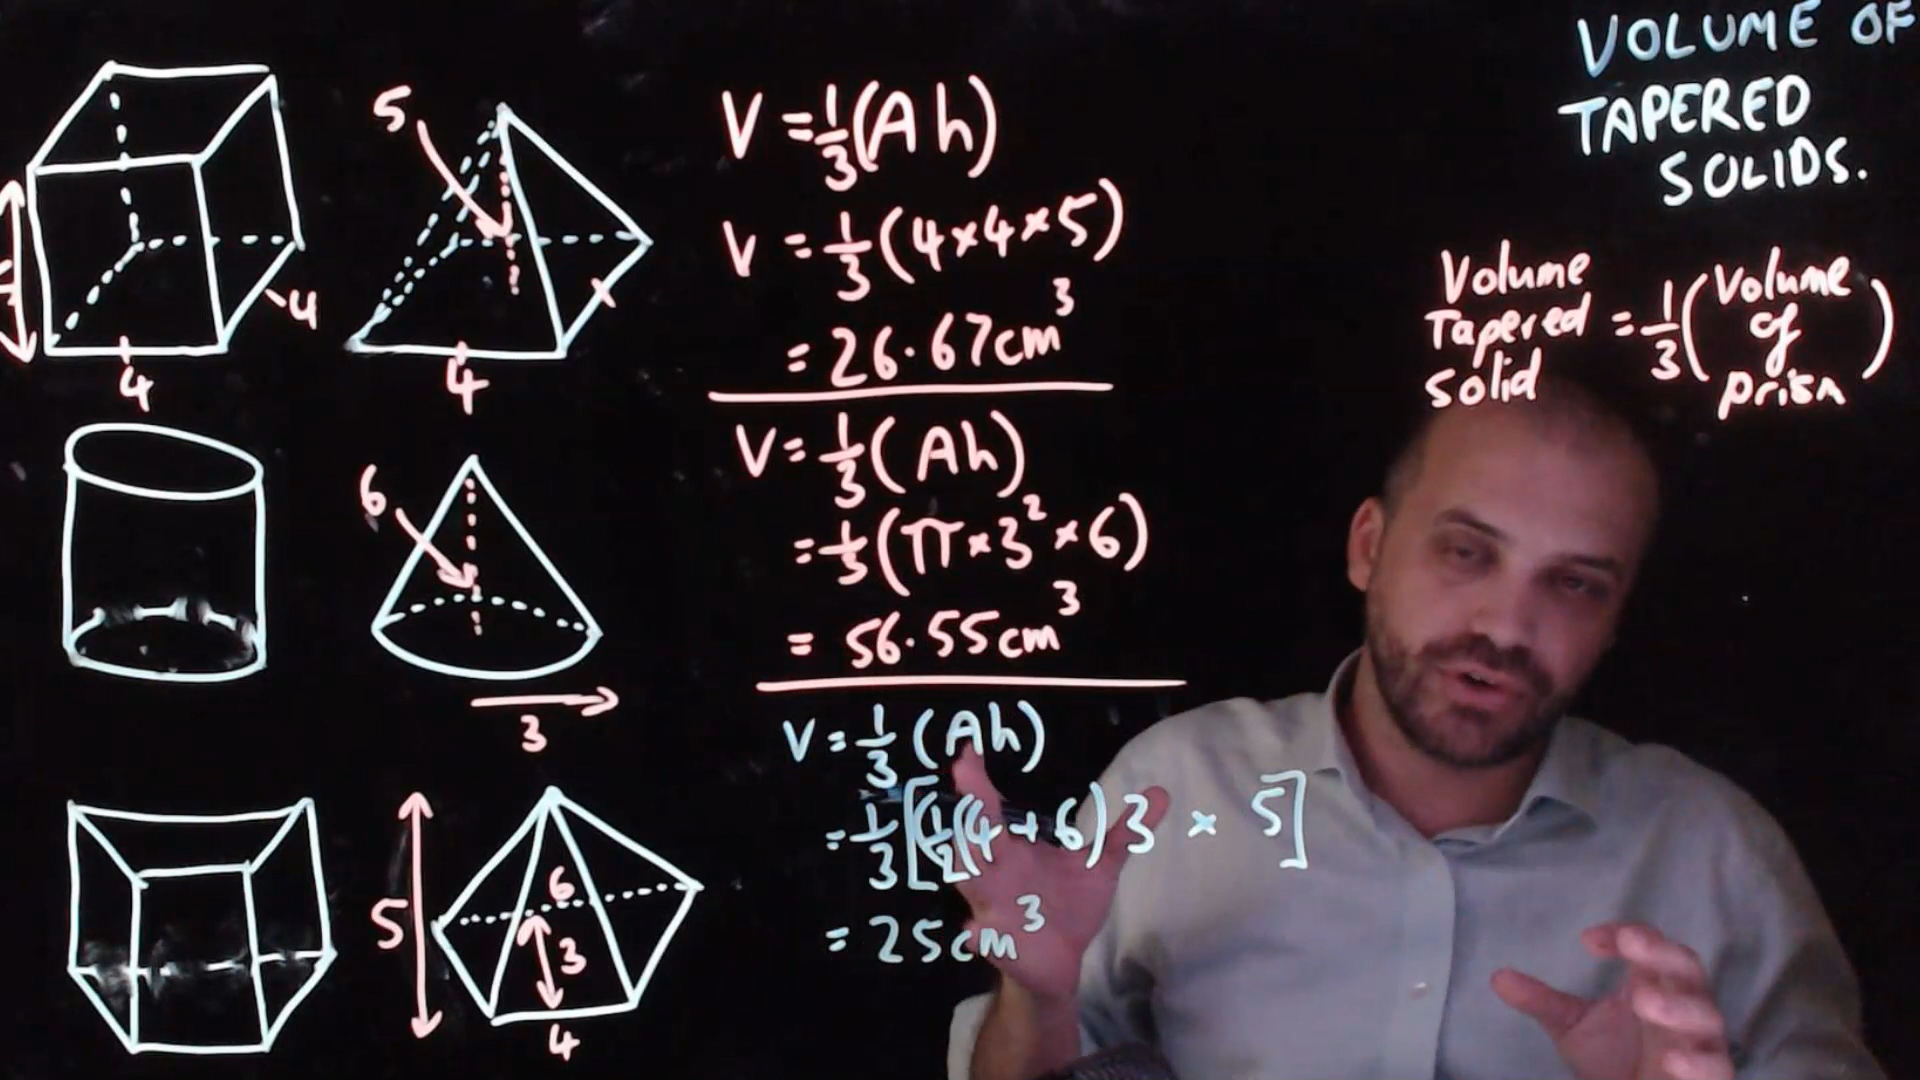 VOLUME OF
TAPERED
SOLIDS.
Volume Tapered solid = 1/3 (Volume of prism)
4
4
5
4
V = 1/3 (Ah)
V = 1/3 (4×4×5)
= 26.67cm³
6
3
V = 1/3 (Ah)
= 1/3 (π×3²×6)
= 56.55cm³
5
6
3
4
V = 1/3 (Ah)
= 1/3 [(1/2(4+6)3 × 5]
= 25cm³